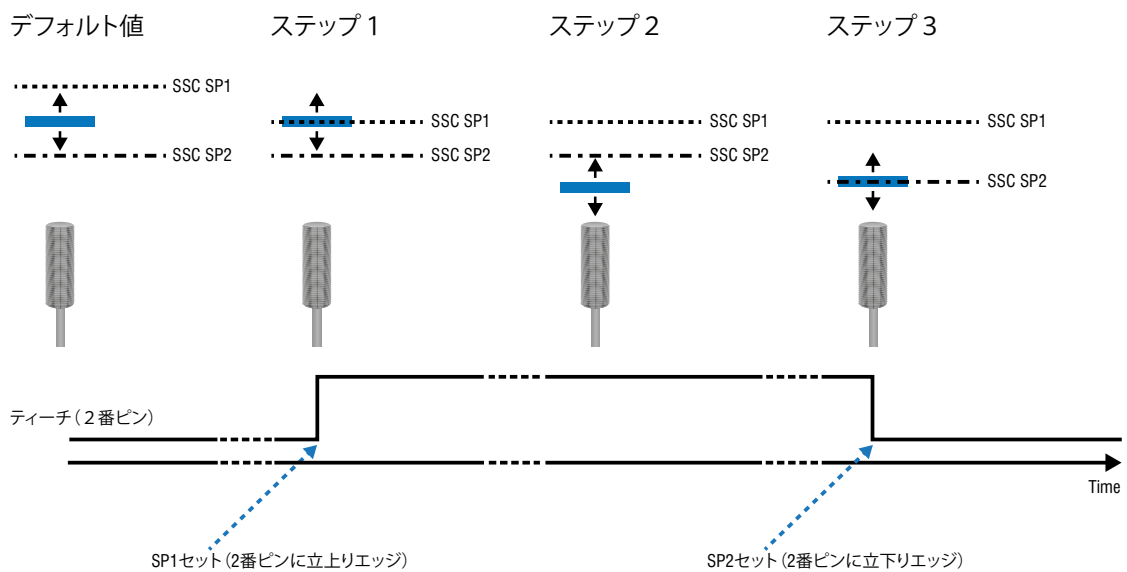 デフォルト値
ステップ1
ステップ2
ステップ3
SSC SP1
SSC SP2
SSC SP1
SSC SP2
SSC SP1
SSC SP2
SSC SP1
SSC SP2
ティーチ(2番ピン)
Time
SP1セット(2番ピンに立上りエッジ)
SP2セット(2番ピンに立下りエッジ)